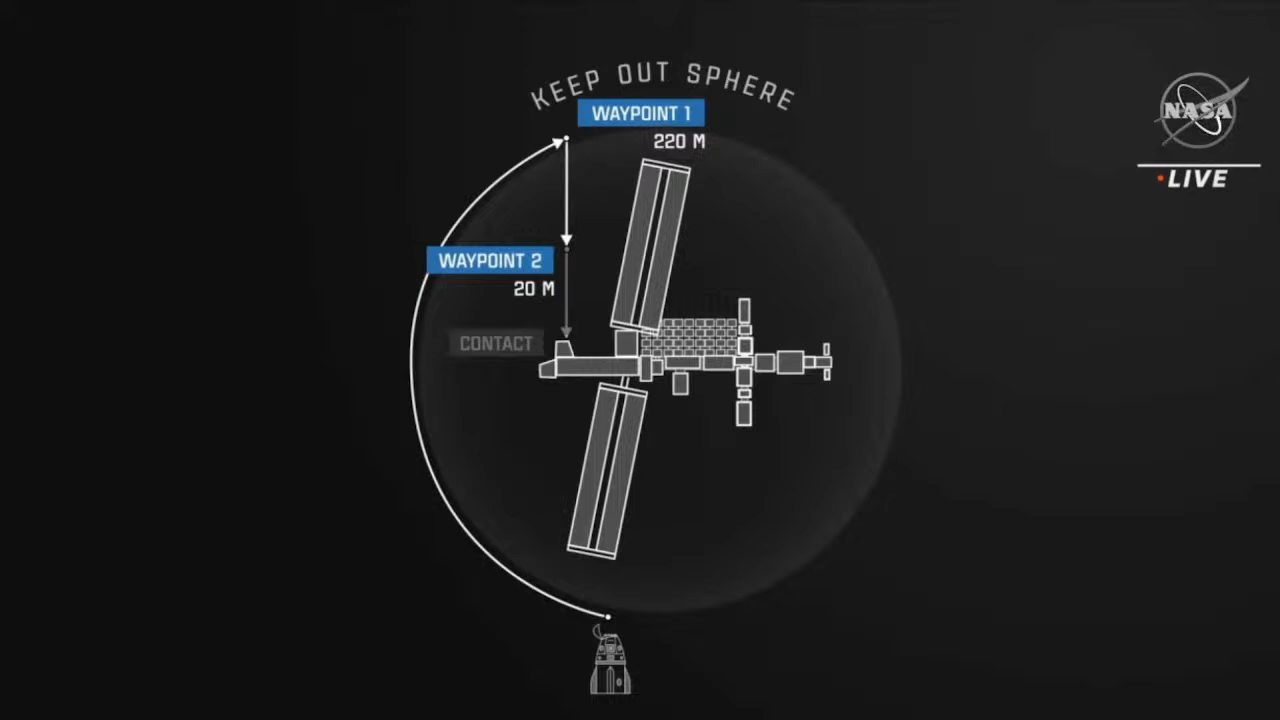 KEEP OUT SPHERE
WAYPOINT 1
220 M
NASA
LIVE
WAYPOINT 2
20 M
CONTACT